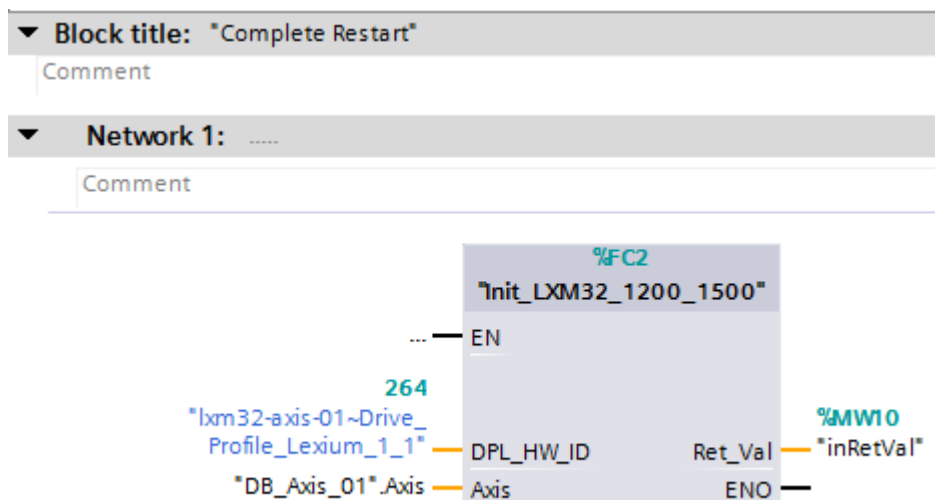 Block title: "Complete Restart"
Comment
Network 1: .....
Comment
%FC2
"Init_LXM32_1200_1500"
... EN
264
"lxm32-axis-01~Drive_
Profile_Lexium_1_1" DPL_HW_ID
%MW10
Ret_Val "inRetVal"
"DB_Axis_01".Axis Axis
ENO